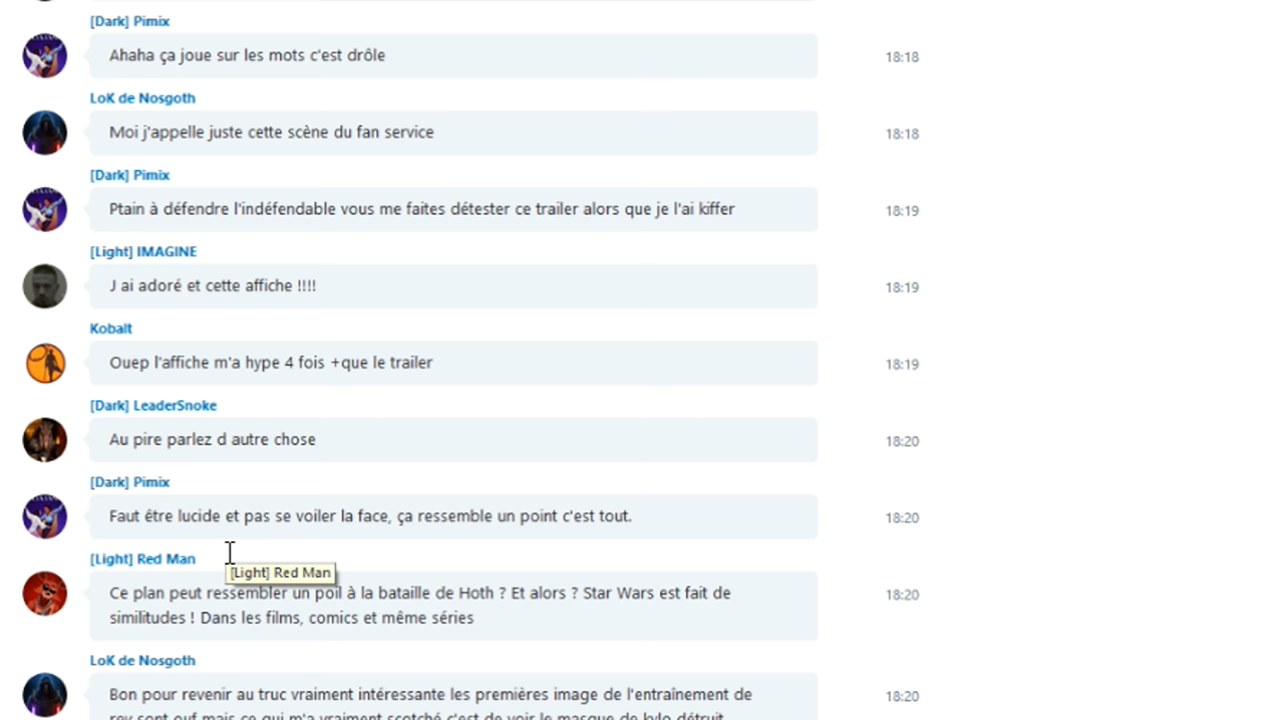 [Dark] Pimix
Ahaha ça joue sur les mots c'est drôle
18:18
LoK de Nosgoth
Moi j'appelle juste cette scène du fan service
18:18
[Dark] Pimix
Ptain à défendre l'indéfendable vous me faites détester ce trailer alors que je l'ai kiffer
18:19
[Light] IMAGINE
J ai adoré et cette affiche !!!!
18:19
Kobalt
Ouep l'affiche m'a hype 4 fois +que le trailer
18:19
[Dark] LeaderSnoke
Au pire parlez d autre chose
18:20
[Dark] Pimix
Faut être lucide et pas se voiler la face, ça ressemble un point c'est tout.
18:20
[Light] Red Man
[Light] Red Man
Ce plan peut ressembler un poil à la bataille de Hoth ? Et alors ? Star Wars est fait de
18:20
similitudes ! Dans les films, comics et même séries
LoK de Nosgoth
Bon pour revenir au truc vraiment intéressante les premières image de l'entraînement de
18:20
rey sont ouf mais ce qui m'a vraiment scotché c'est de voir le masque de kylo détruit